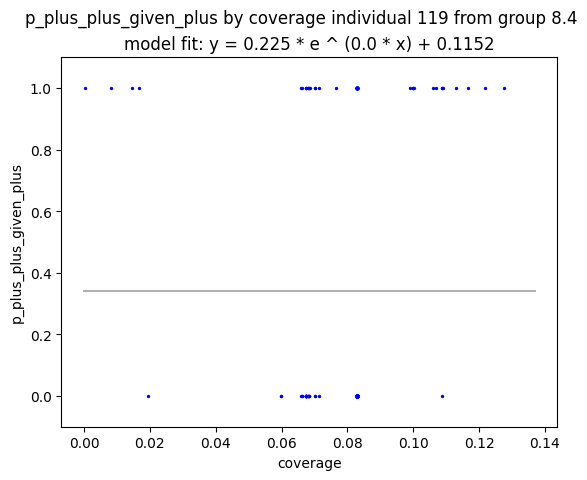 p_plus_plus_given_plus by coverage individual 119 from group 8.4
model fit: y = 0.225 * e ^ (0.0 * x) + 0.1152
1.0
0.8
0.6
0.4
0.2
0.0
p_plus_plus_given_plus
0.00 0.02 0.04 0.06 0.08 0.10 0.12 0.14
coverage